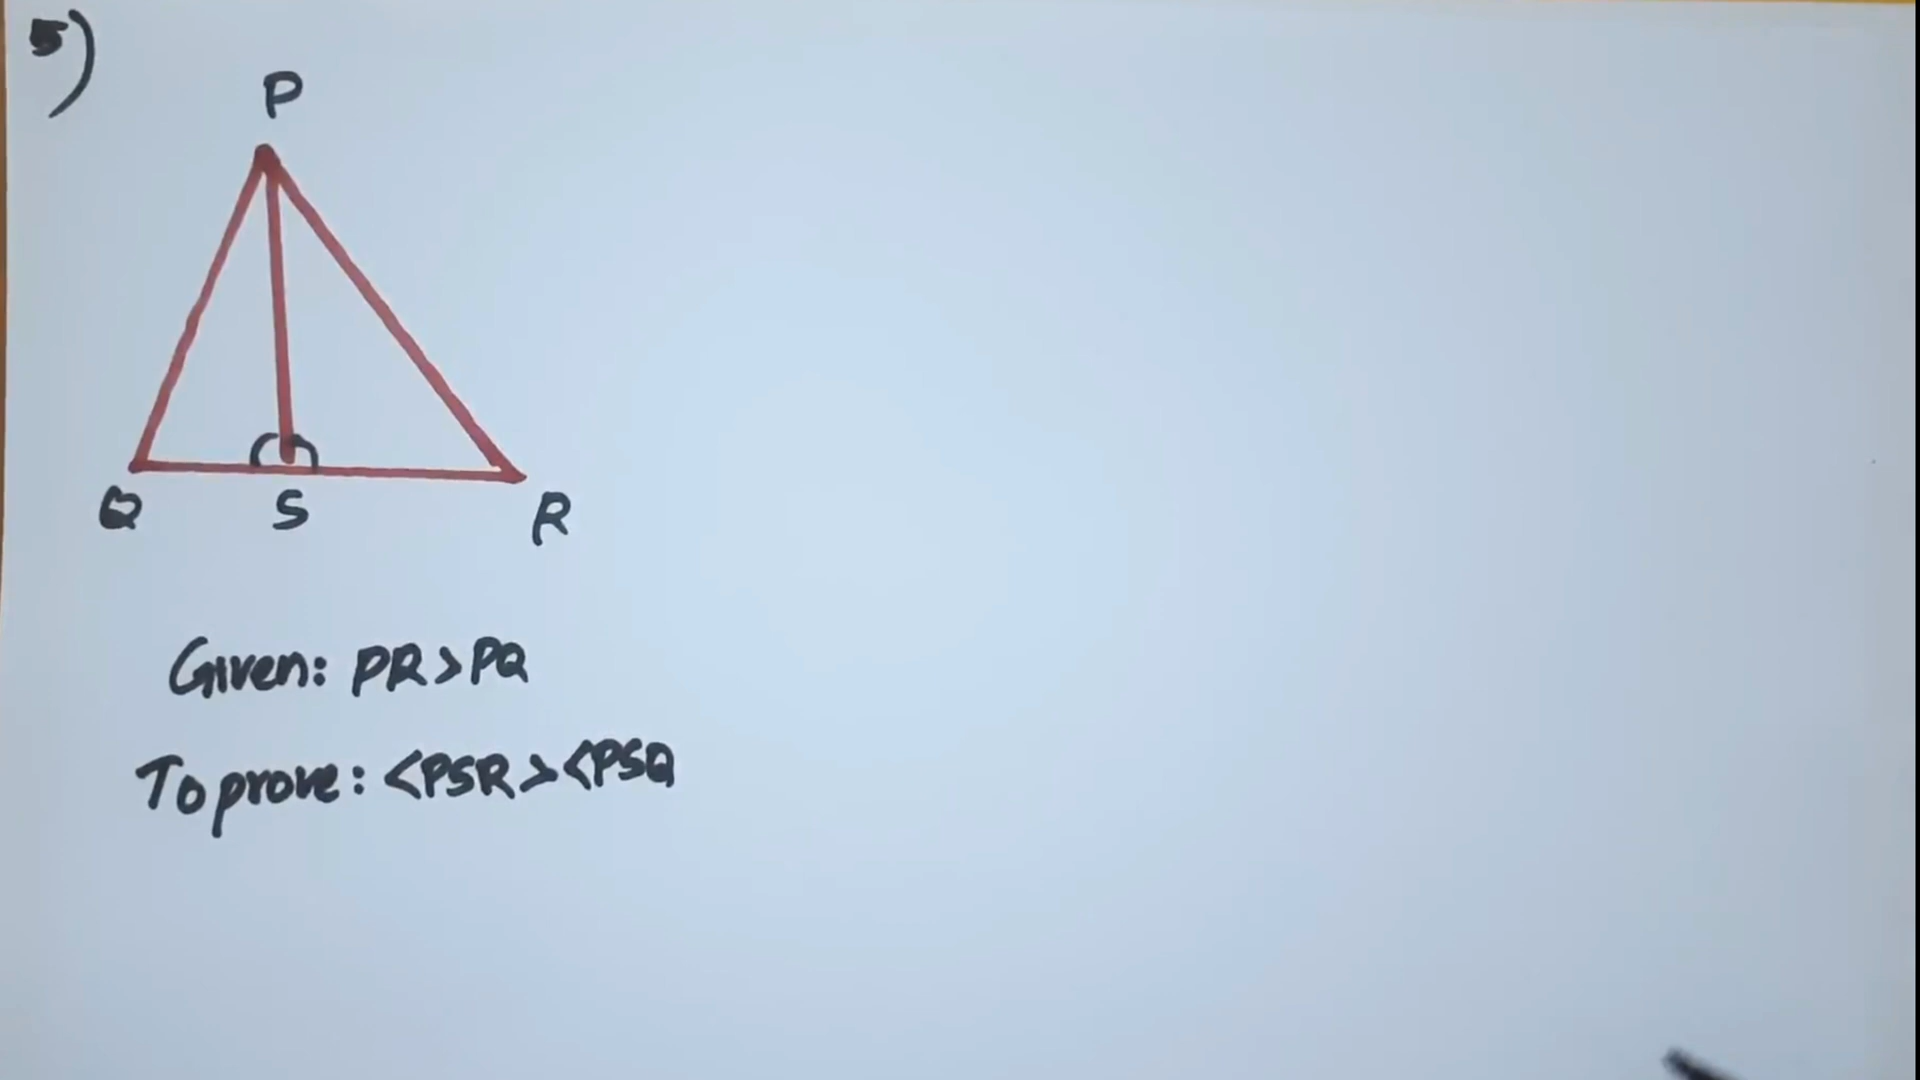 5)
P
Q S R
Given: PR>PQ
To prove: <PSR > <PSQ